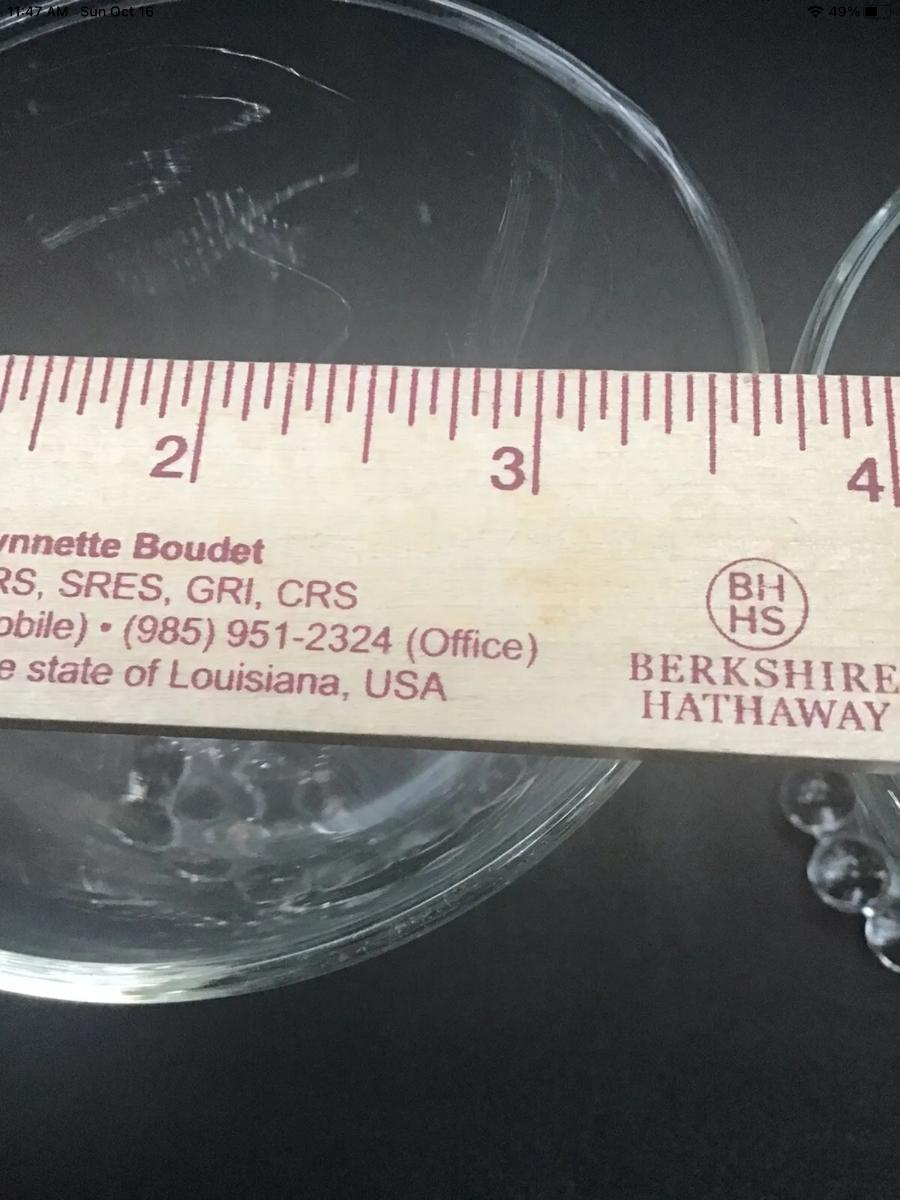 11:47 AM Sun Oct 16
49%
2 3 4
ynnette Boudet
RS, SRES, GRI, CRS
obile) • (985) 951-2324 (Office)
e state of Louisiana, USA
BH
HS
BERKSHIRE
HATHAWAY